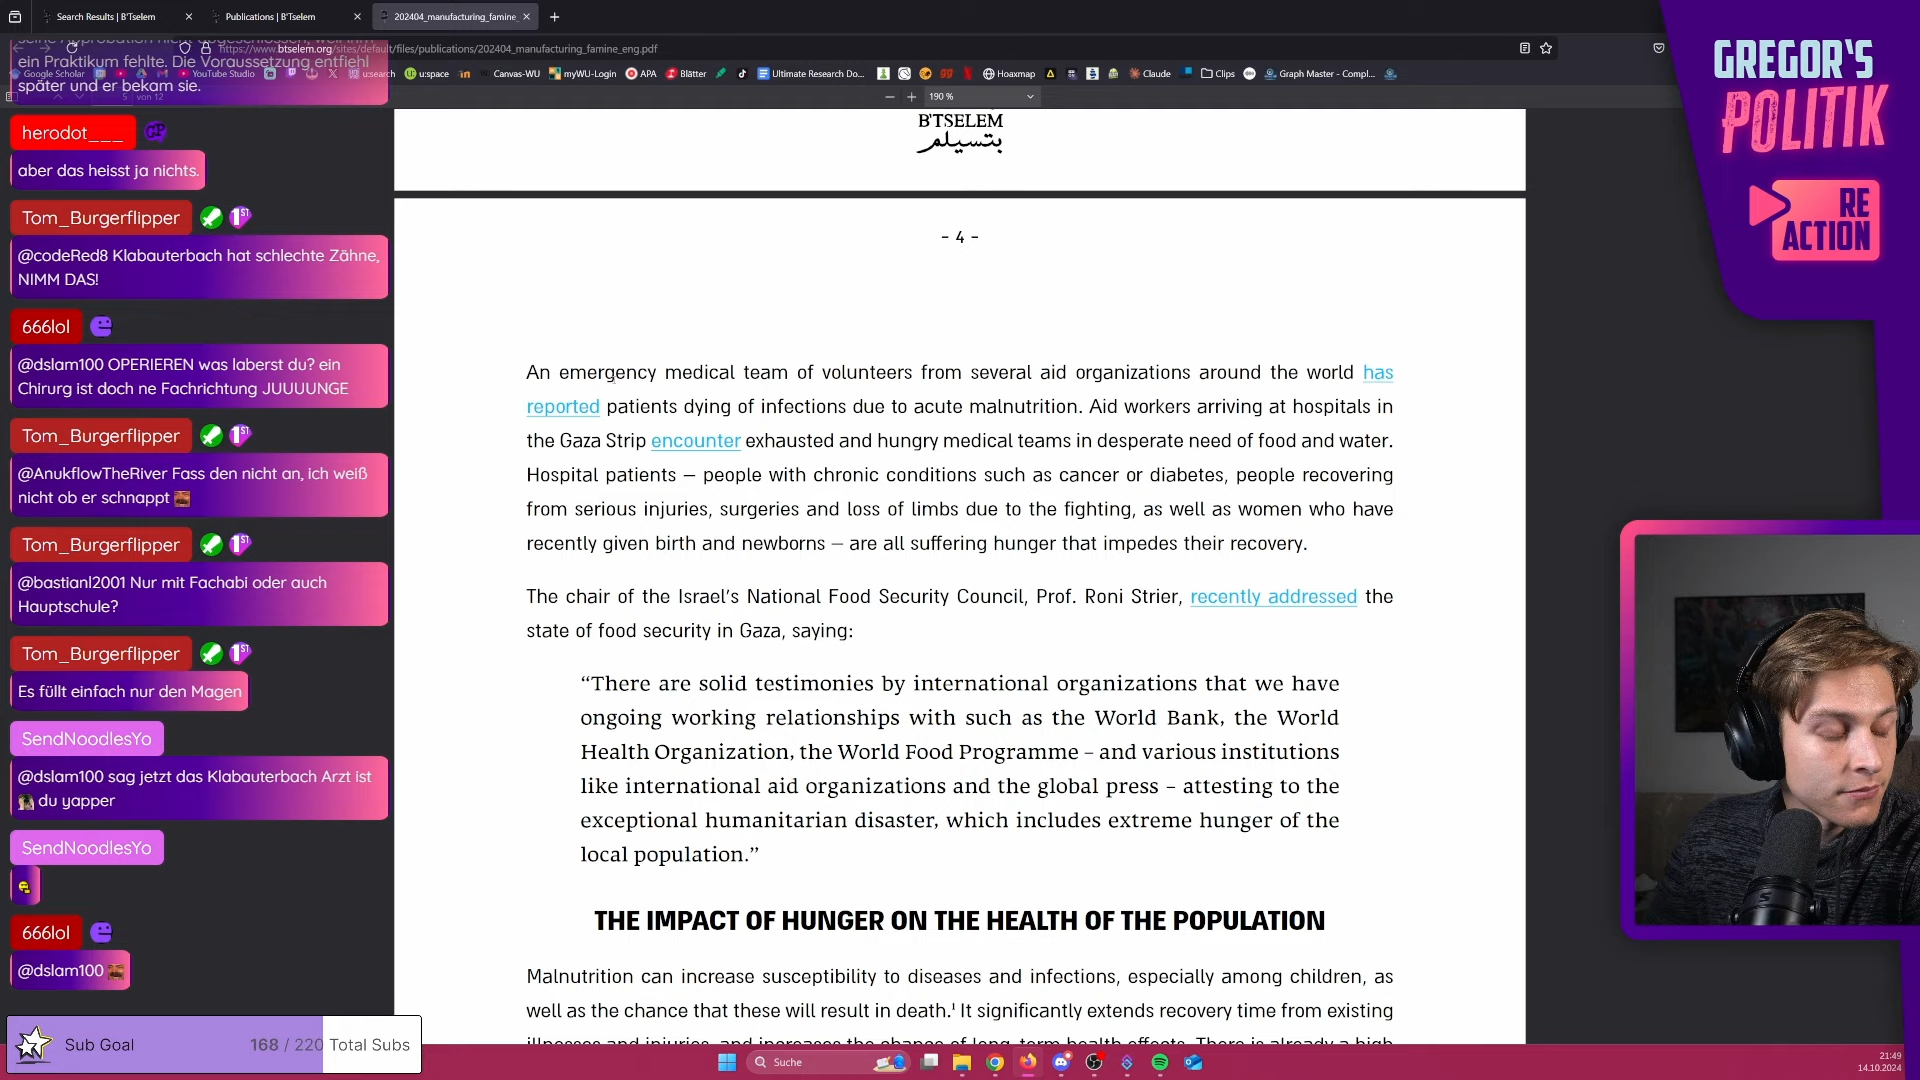 Search Results | B'Tselem
Publications | B'Tselem
202404_manufacturing_famine_
https://www.btselem.org/sites/default/files/publications/202404_manufacturing_famine_eng.pdf
Google Scholar
YouTube Studio
usearch
u:space
Canvas-WU
myWU-Login
APA
Blätter
Ultimate Research Do...
Hoaxmap
Claude
Clips
Graph Master - Compl...
von 12
190 %
ein Praktikum fehlte. Die Voraussetzung entfiehl
später und er bekam sie.
herodot___
aber das heisst ja nichts.
Tom_Burgerflipper
@codeRed8 Klabauterbach hat schlechte Zähne,
NIMM DAS!
666lol
@dslam100 OPERIEREN was laberst du? ein
Chirurg ist doch ne Fachrichtung JUUUUNGE
Tom_Burgerflipper
@AnukflowTheRiver Fass den nicht an, ich weiß
nicht ob er schnappt
Tom_Burgerflipper
@bastianl2001 Nur mit Fachabi oder auch
Hauptschule?
Tom_Burgerflipper
Es füllt einfach nur den Magen
SendNoodlesYo
@dslam100 sag jetzt das Klabauterbach Arzt ist
du yapper
SendNoodlesYo
666lol
@dslam100
Sub Goal 168 / 220 Total Subs
B'TSELEM
بتسيلم
- 4 -
An emergency medical team of volunteers from several aid organizations around the world has
reported patients dying of infections due to acute malnutrition. Aid workers arriving at hospitals in
the Gaza Strip encounter exhausted and hungry medical teams in desperate need of food and water.
Hospital patients – people with chronic conditions such as cancer or diabetes, people recovering
from serious injuries, surgeries and loss of limbs due to the fighting, as well as women who have
recently given birth and newborns – are all suffering hunger that impedes their recovery.
The chair of the Israel's National Food Security Council, Prof. Roni Strier, recently addressed the
state of food security in Gaza, saying:
“There are solid testimonies by international organizations that we have
ongoing working relationships with such as the World Bank, the World
Health Organization, the World Food Programme – and various institutions
like international aid organizations and the global press – attesting to the
exceptional humanitarian disaster, which includes extreme hunger of the
local population.”
THE IMPACT OF HUNGER ON THE HEALTH OF THE POPULATION
Malnutrition can increase susceptibility to diseases and infections, especially among children, as
well as the chance that these will result in death.¹ It significantly extends recovery time from existing
illnesses and injuries, and increases the chance of long-term health effects. There is already a high
GREGOR'S
POLITIK
RE
ACTION
Suche
21:49
14.10.2024